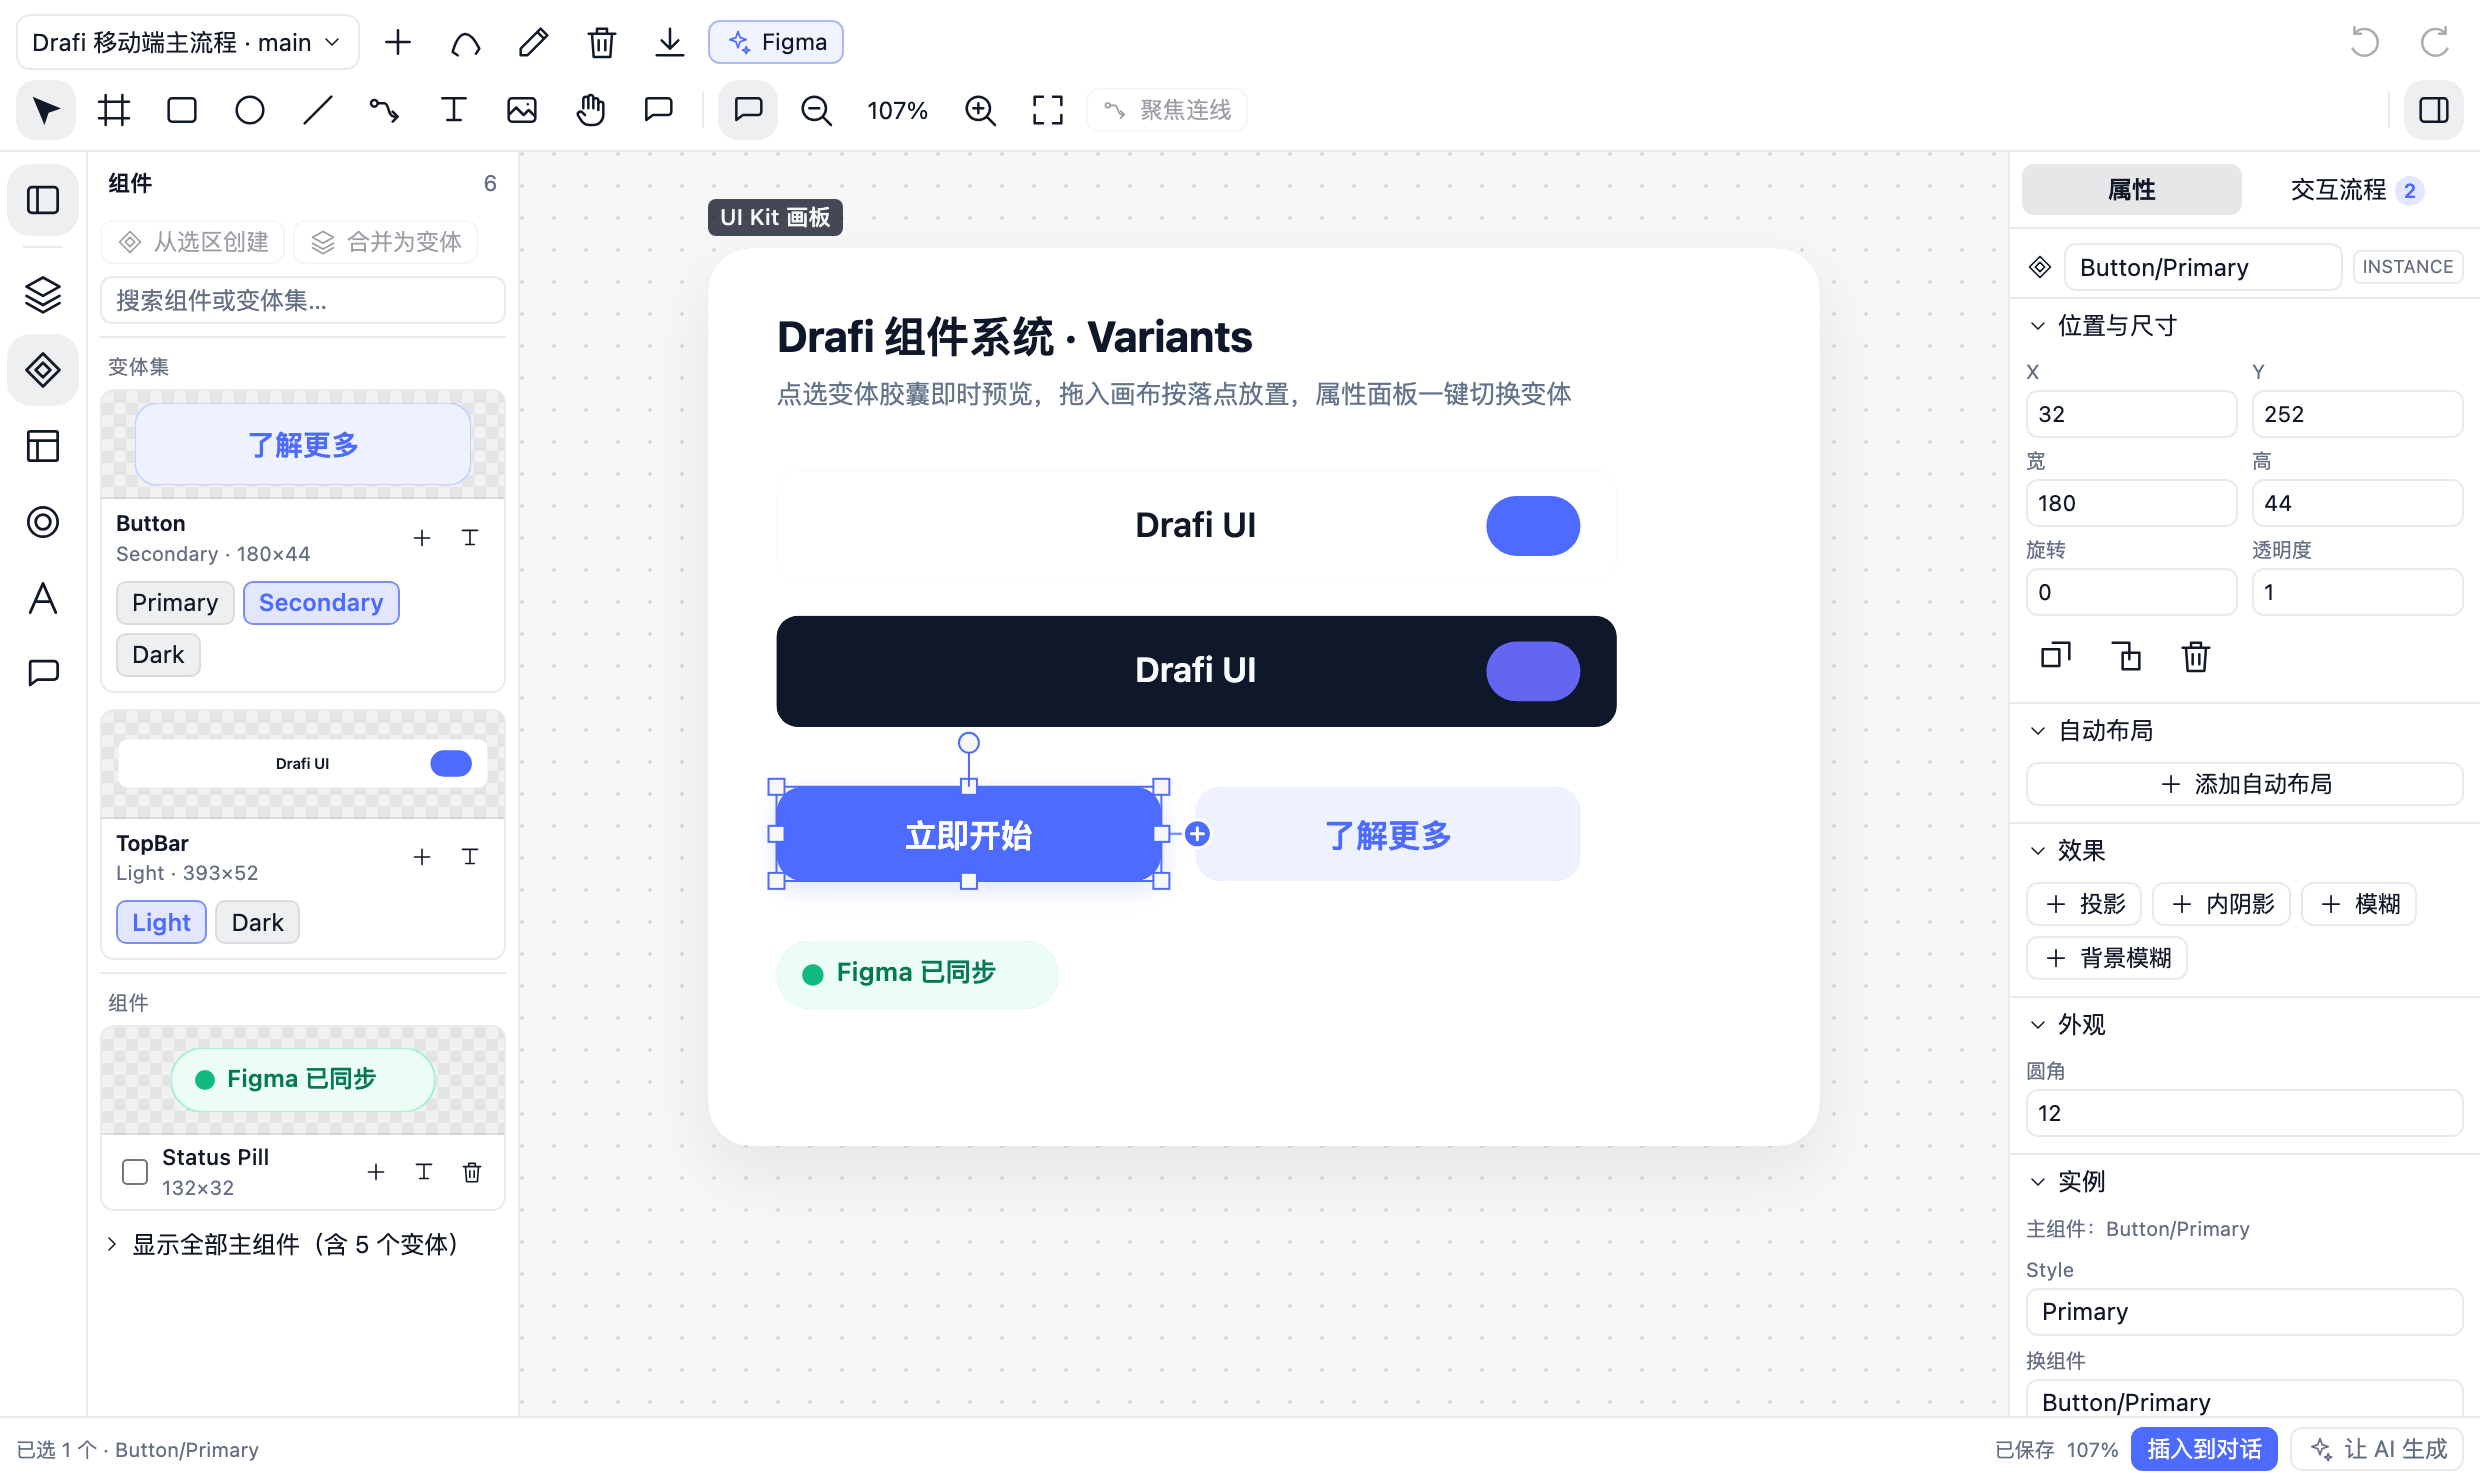 Drafi 移动端主流程 · main
Figma
107%
聚焦连线
组件
6
从选区创建
合并为变体
搜索组件或变体集...
变体集
了解更多
Button
Secondary · 180×44
Primary
Secondary
Dark
Drafi UI
TopBar
Light · 393×52
Light
Dark
组件
Figma 已同步
Status Pill
132×32
显示全部主组件（含 5 个变体）
UI Kit 画板
Drafi 组件系统 · Variants
点选变体胶囊即时预览，拖入画布按落点放置，属性面板一键切换变体
Drafi UI
Drafi UI
立即开始
了解更多
Figma 已同步
属性
交互流程 2
Button/Primary
INSTANCE
位置与尺寸
X
Y
32
252
宽
高
180
44
旋转
透明度
0
1
自动布局
添加自动布局
效果
投影
内阴影
模糊
背景模糊
外观
圆角
12
实例
主组件：Button/Primary
Style
Primary
换组件
Button/Primary
已选 1 个 · Button/Primary
已保存
107%
插入到对话
让 AI 生成